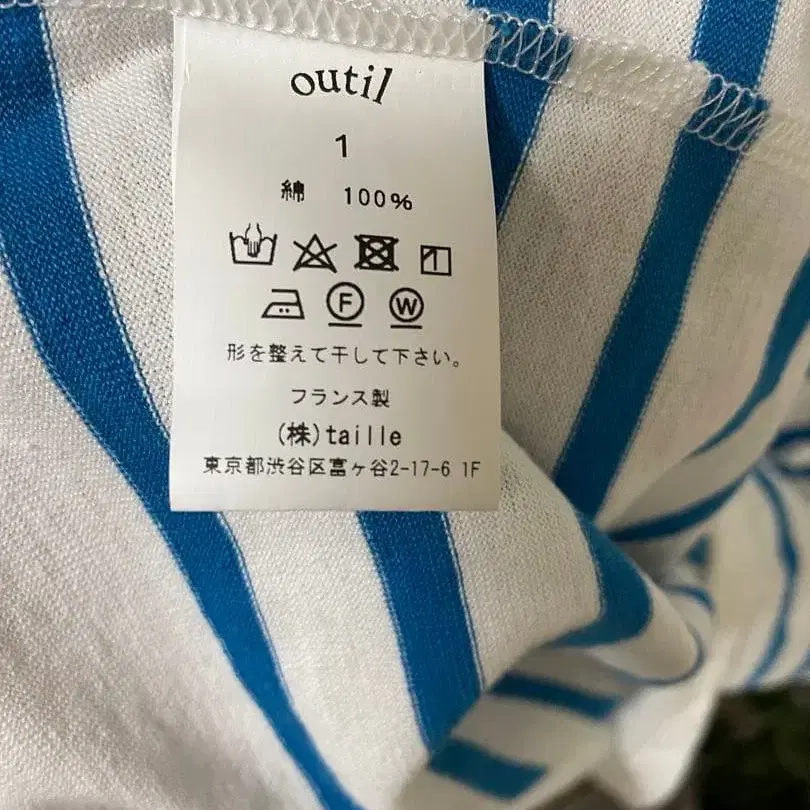 outil
1
綿 100%
F W
形を整えて干して下さい。
フランス製
(株)taille
東京都渋谷区富ヶ谷2-17-6 1F